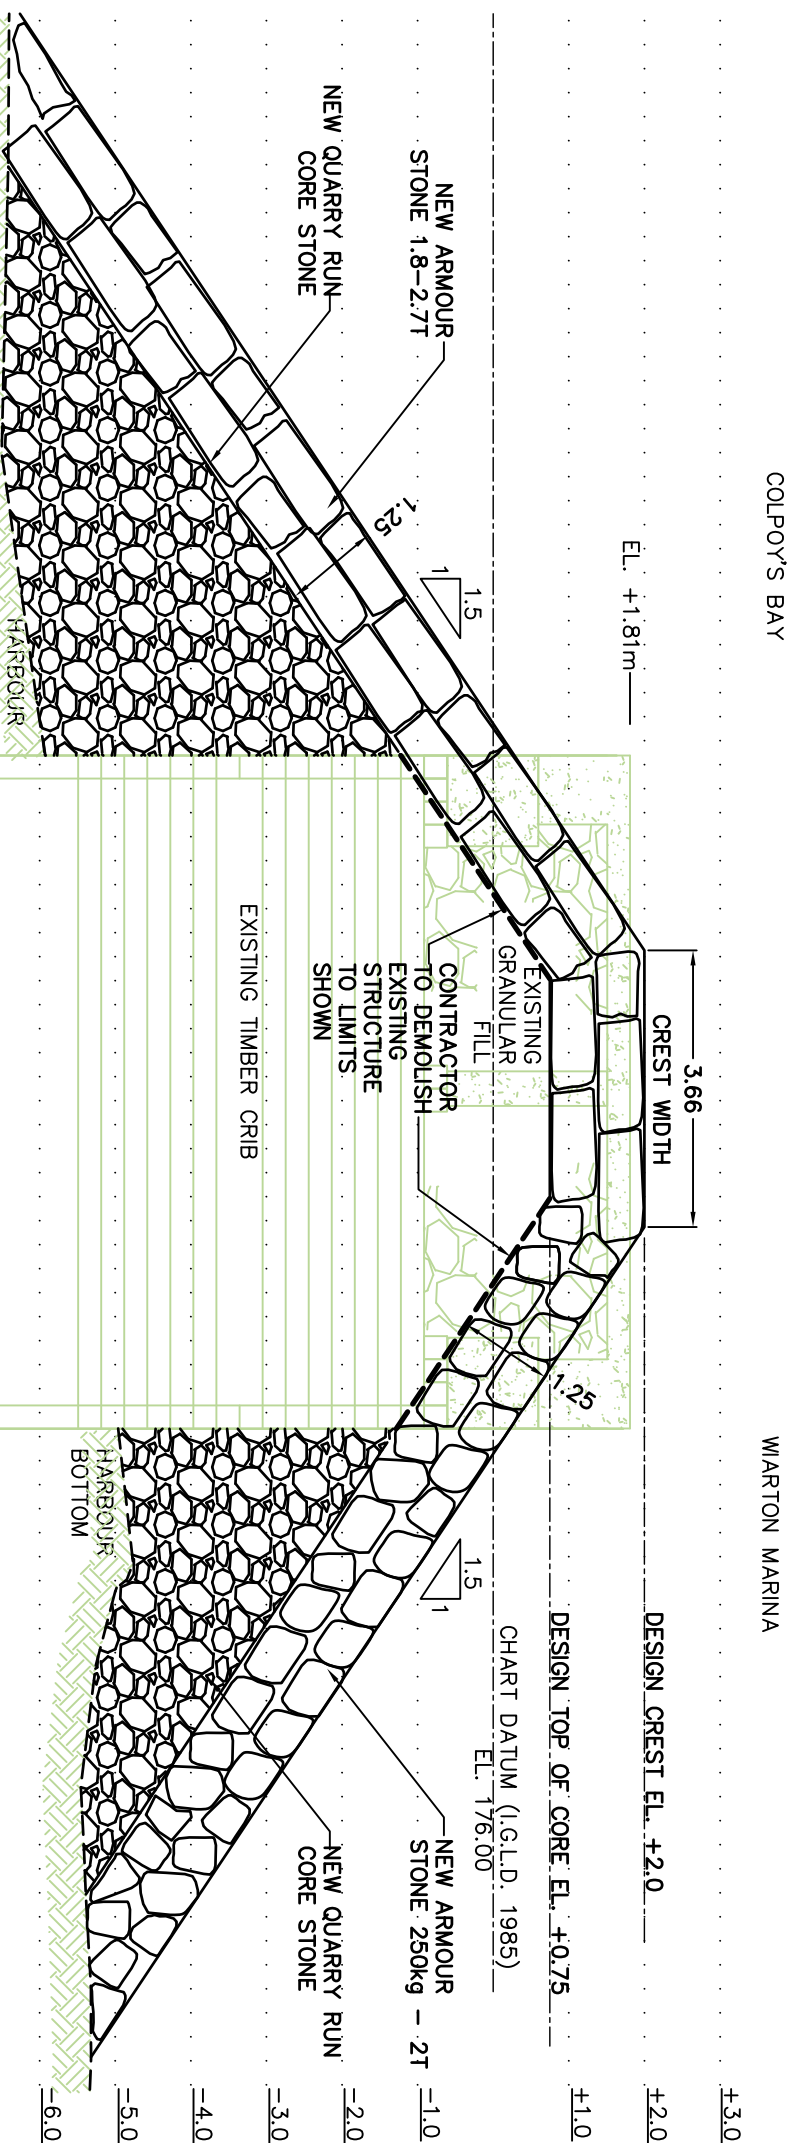 COLPOY'S BAY
WIARTON MARINA
EL. +1.81m
3.66
CREST WIDTH
DESIGN CREST EL. +2.0
DESIGN TOP OF CORE EL. +0.75
CHART DATUM (I.G.L.D. 1985)
EL. 176.00
NEW ARMOUR
STONE 1.8-2.7T
NEW QUARRY RUN
CORE STONE
1.25
1.5
1
EXISTING
GRANULAR
FILL
CONTRACTOR
TO DEMOLISH
EXISTING
STRUCTURE
TO LIMITS
SHOWN
EXISTING TIMBER CRIB
1.25
1.5
1
NEW ARMOUR
STONE 250kg - 2T
NEW QUARRY RUN
CORE STONE
HARBOUR
HARBOUR
BOTTOM
+3.0
+2.0
+1.0
-1.0
-2.0
-3.0
-4.0
-5.0
-6.0